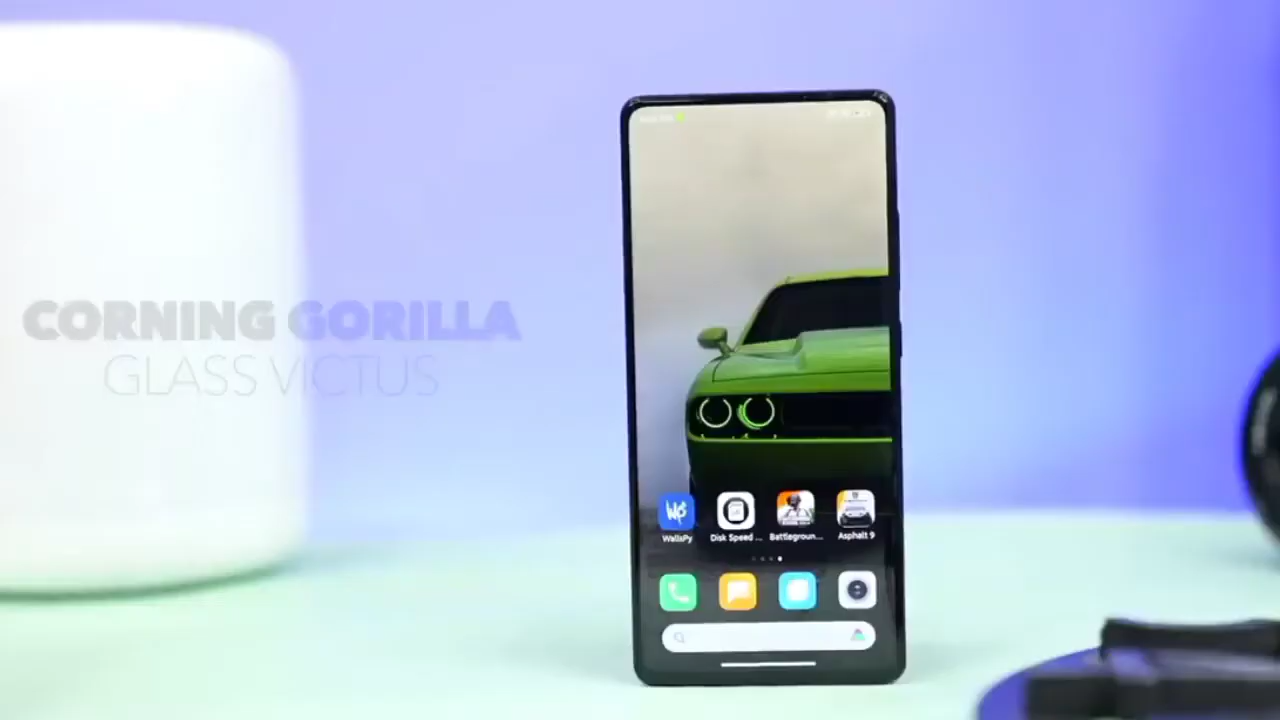 CORNING GORILLA
GLASS VICTUS
WallsPy
Disk Speed ...
Battlegroun...
Asphalt 9